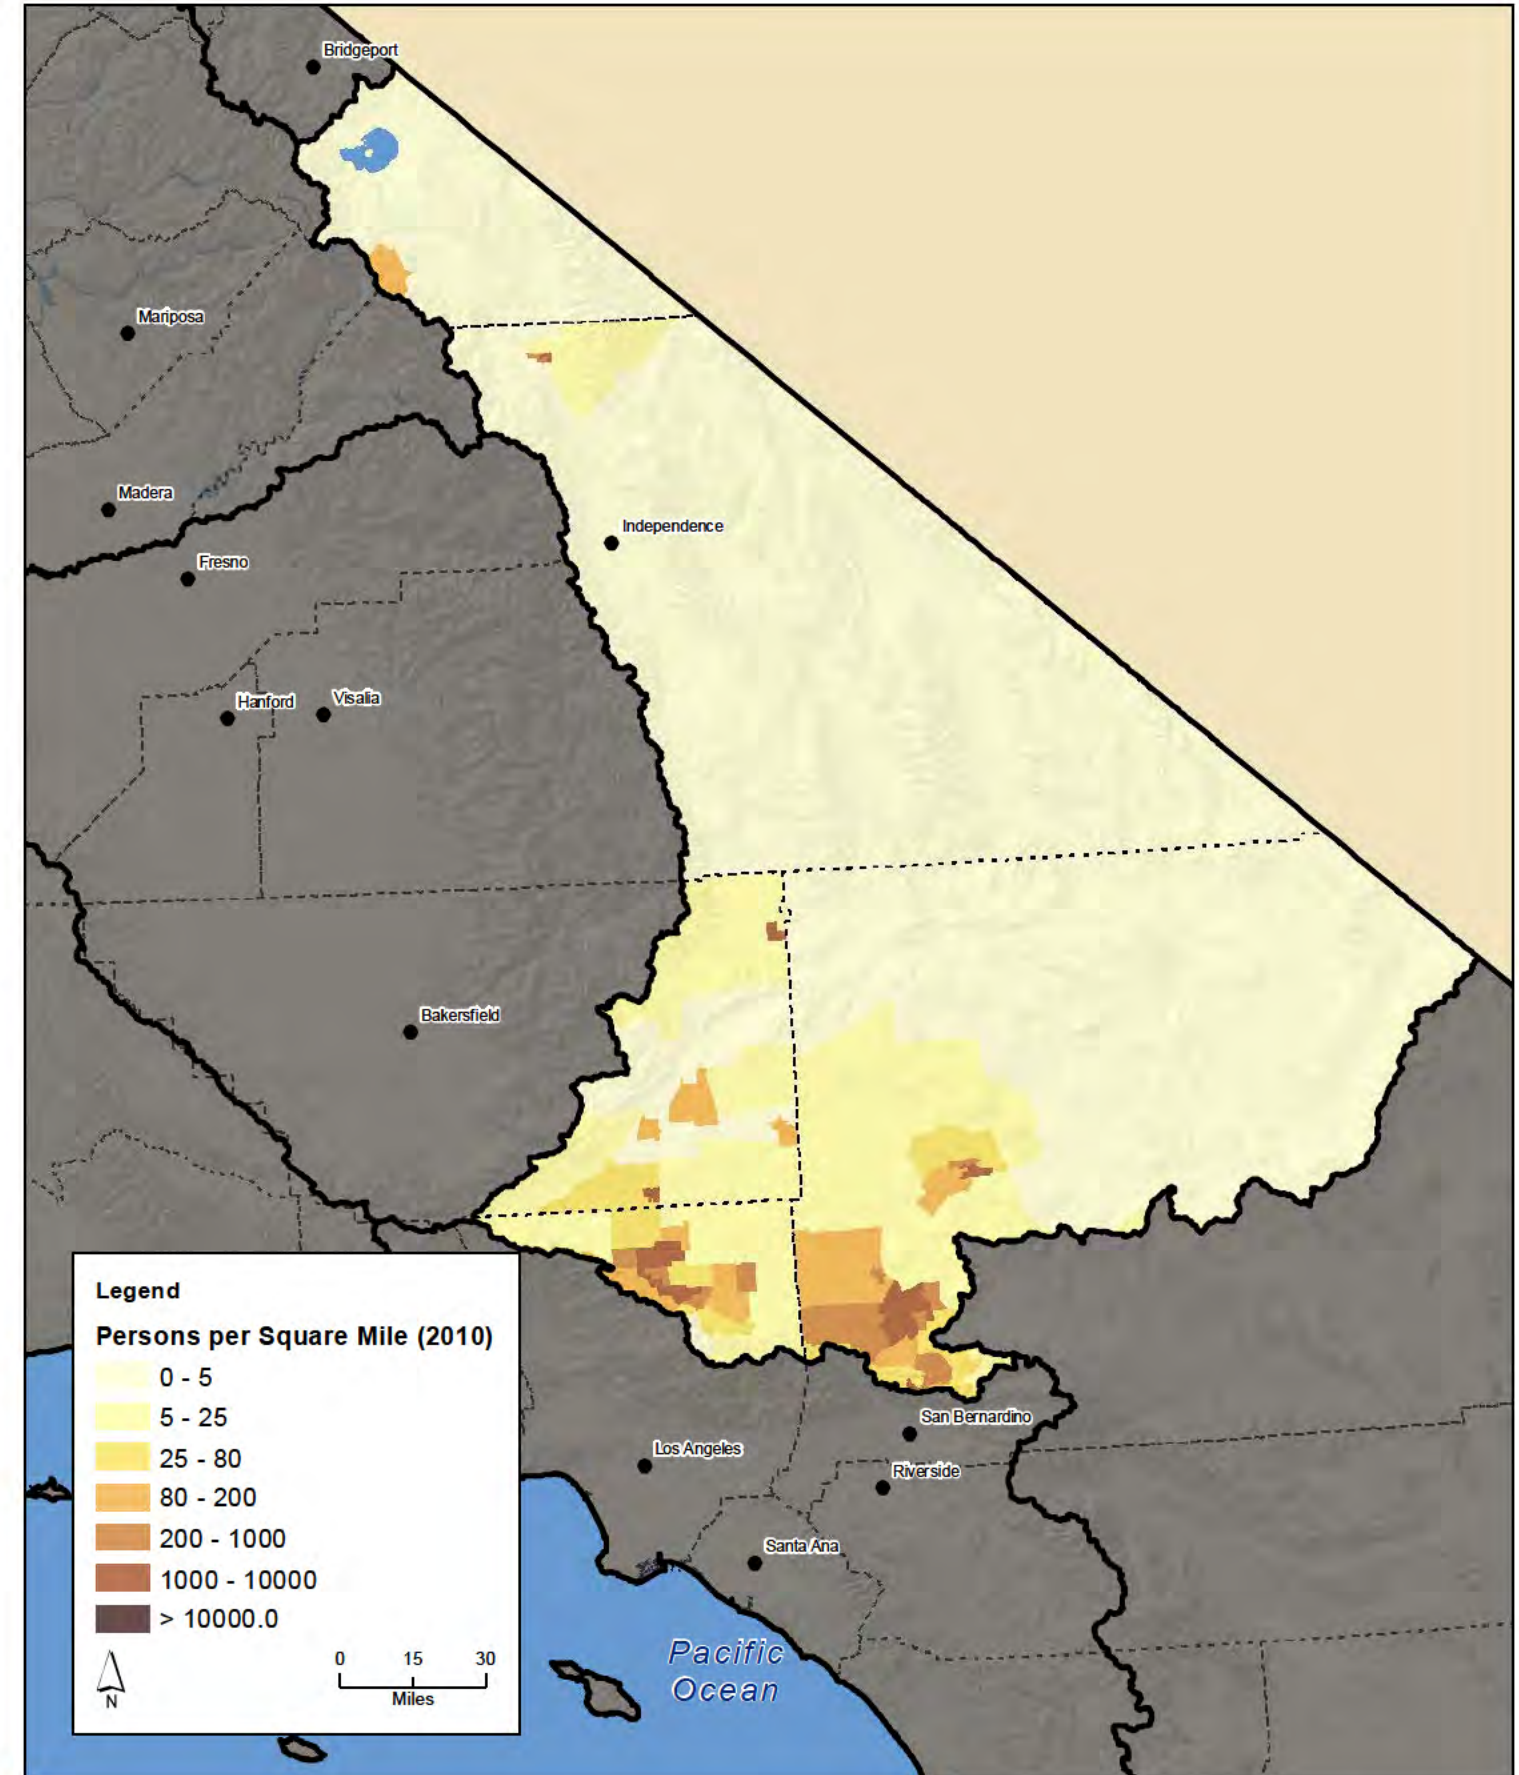 Bridgeport
Mariposa
Madera
Independence
Fresno
Hanford
Visalia
Bakersfield
Legend
Persons per Square Mile (2010)
0 - 5
5 - 25
25 - 80
80 - 200
200 - 1000
1000 - 10000
> 10000.0
N
0 15 30
Miles
San Bernardino
Los Angeles
Riverside
Santa Ana
Pacific
Ocean